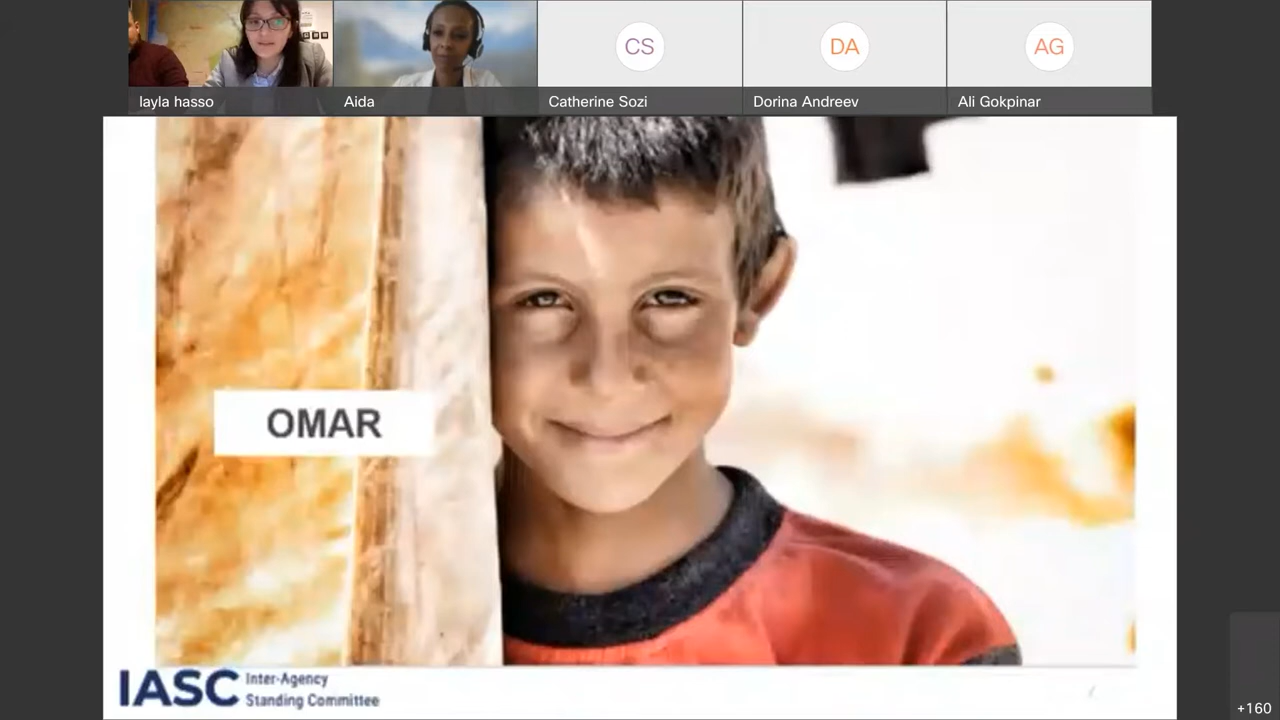 CS
DA
AG
layla hasso
Aida
Catherine Sozi
Dorina Andreev
Ali Gokpinar
OMAR
IASC
Inter-Agency
Standing Committee
+160